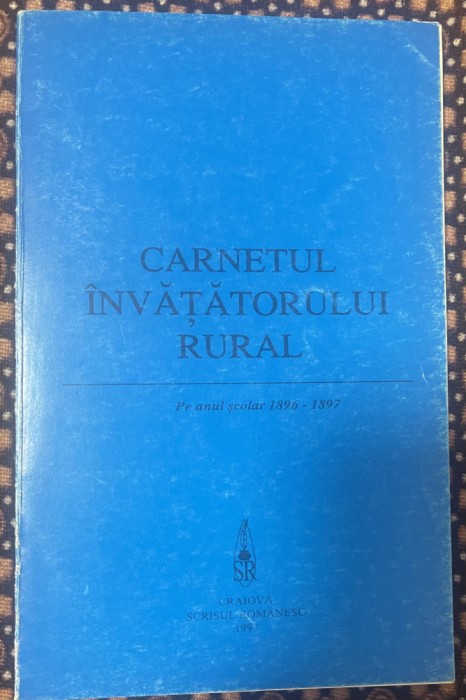 CARNETUL
ÎNVĂȚĂTORULUI
RURAL
Pe anul școlar 1896 - 1897
SR
CRAIOVA
SCRISUL ROMÂNESC